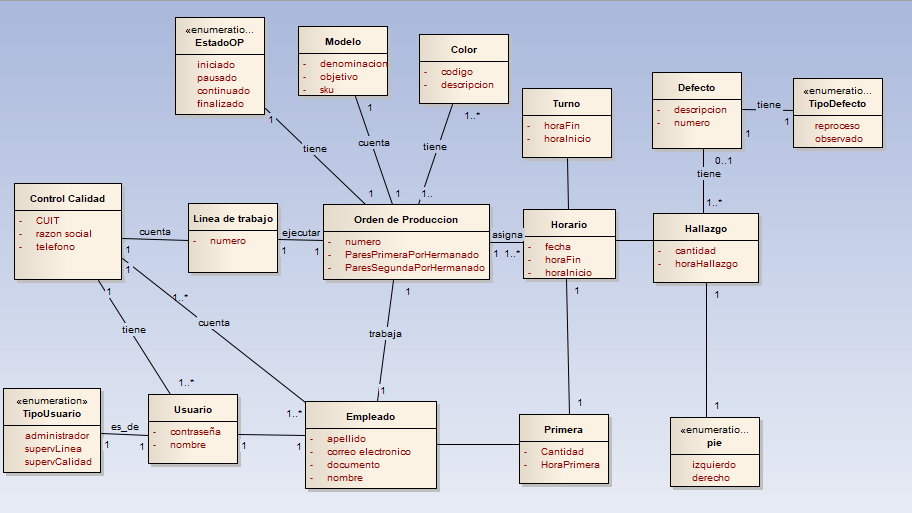 «enumeratio...
EstadoOP
iniciado
pausado
continuado
finalizado
Modelo
- denominacion
- objetivo
- sku
Color
- codigo
- descripcion
Turno
- horaFin
- horaInicio
Defecto
- descripcion
- numero
«enumeratio...
TipoDefecto
reproceso
observado
tiene
1
1
1
tiene
1
1
cuenta
1
1..*
tiene
1..
0..1
tiene
1..*
Control Calidad
- CUIT
- razon social
- telefono
cuenta
1
1
Linea de trabajo
- numero
ejecutar
1
1
Orden de Produccion
- numero
- ParesPrimeraPorHermanado
- ParesSegundaPorHermanado
asigna
1
1..*
Horario
- fecha
- horaFin
- horaInicio
Hallazgo
- cantidad
- horaHallazgo
1
tiene
1..*
1..*
cuenta
1..*
1
trabaja
1
1
1
1
1
«enumeration»
TipoUsuario
administrador
supervLinea
supervCalidad
es_de
1
1
Usuario
- contraseña
- nombre
1
1
Empleado
- apellido
- correo electronico
- documento
- nombre
Primera
- Cantidad
- HoraPrimera
«enumeratio...
pie
izquierdo
derecho